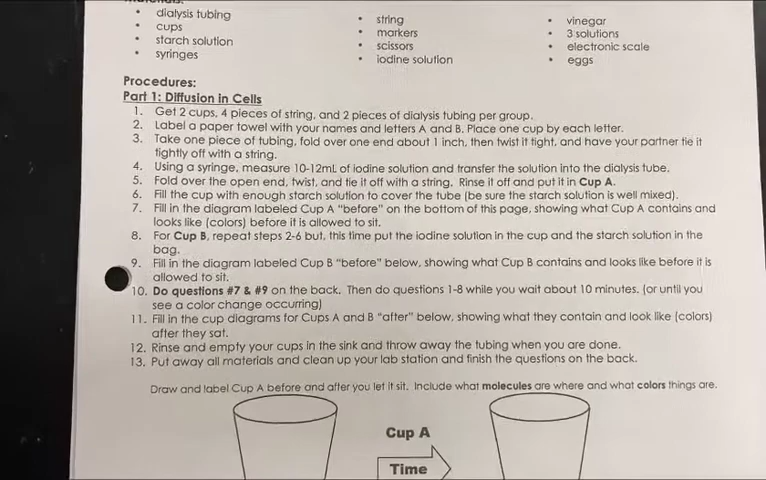 • dialysis tubing
• cups
• starch solution
• syringes
• string
• markers
• scissors
• iodine solution
• vinegar
• 3 solutions
• electronic scale
• eggs
Procedures:
Part 1: Diffusion in Cells
1. Get 2 cups, 4 pieces of string, and 2 pieces of dialysis tubing per group.
2. Label a paper towel with your names and letters A and B. Place one cup by each letter.
3. Take one piece of tubing, fold over one end about 1 inch, then twist it tight, and have your partner tie it
tightly off with a string.
4. Using a syringe, measure 10-12mL of iodine solution and transfer the solution into the dialysis tube.
5. Fold over the open end, twist, and tie it off with a string. Rinse it off and put it in Cup A.
6. Fill the cup with enough starch solution to cover the tube (be sure the starch solution is well mixed).
7. Fill in the diagram labeled Cup A "before" on the bottom of this page, showing what Cup A contains and
looks like (colors) before it is allowed to sit.
8. For Cup B, repeat steps 2-6 but, this time put the iodine solution in the cup and the starch solution in the
bag.
9. Fill in the diagram labeled Cup B "before" below, showing what Cup B contains and looks like before it is
allowed to sit.
10. Do questions #7 & #9 on the back. Then do questions 1-8 while you wait about 10 minutes. (or until you
see a color change occurring)
11. Fill in the cup diagrams for Cups A and B "after" below, showing what they contain and look like (colors)
after they sat.
12. Rinse and empty your cups in the sink and throw away the tubing when you are done.
13. Put away all materials and clean up your lab station and finish the questions on the back.
Draw and label Cup A before and after you let it sit. Include what molecules are where and what colors things are.
Cup A
Time